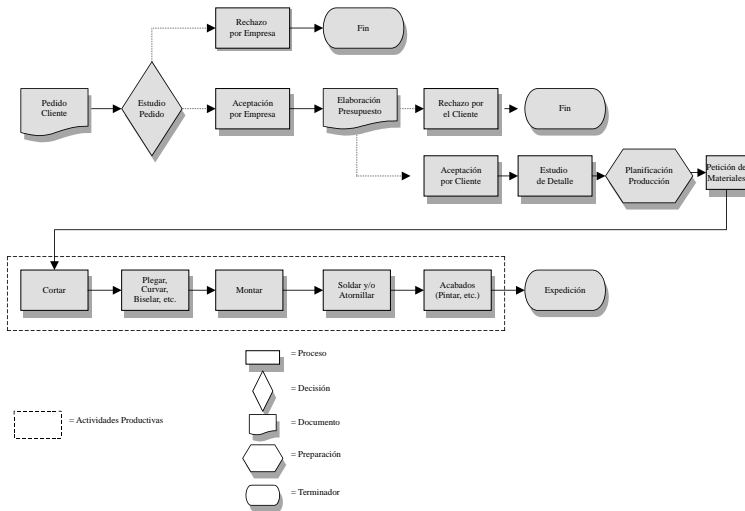 Rechazo
por Empresa
Fin
Pedido
Cliente
Estudio
Pedido
Aceptación
por Empresa
Elaboración
Presupuesto
Rechazo por
el Cliente
Fin
Aceptación
por Cliente
Estudio
de Detalle
Planificación
Producción
Petición de
Materiales
Cortar
Plegar,
Curvar,
Biselar, etc.
Montar
Soldar y/o
Atornillar
Acabados
(Pintar, etc.)
Expedición
= Proceso
= Decisión
= Actividades Productivas
= Documento
= Preparación
= Terminador